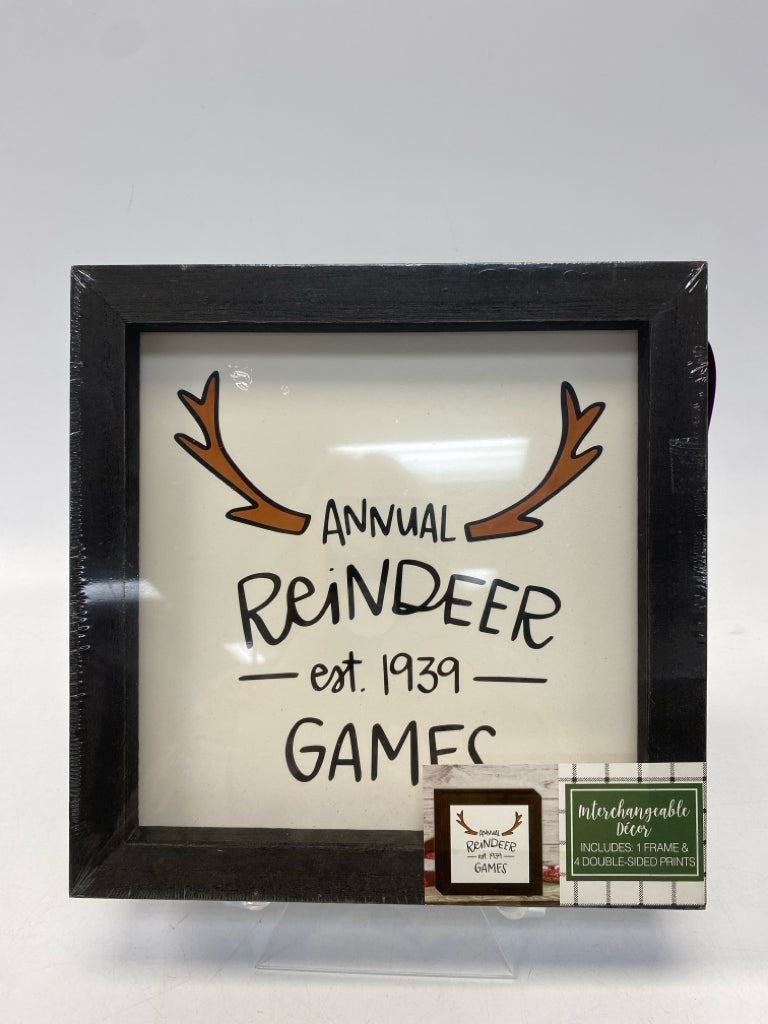 ANNUAL
REiNDEER
est. 1939
GAMES
ANNUAL
REiNDEER
est. 1939
GAMES
Interchangeable
Décor
INCLUDES: 1 FRAME &
4 DOUBLE-SIDED PRINTS